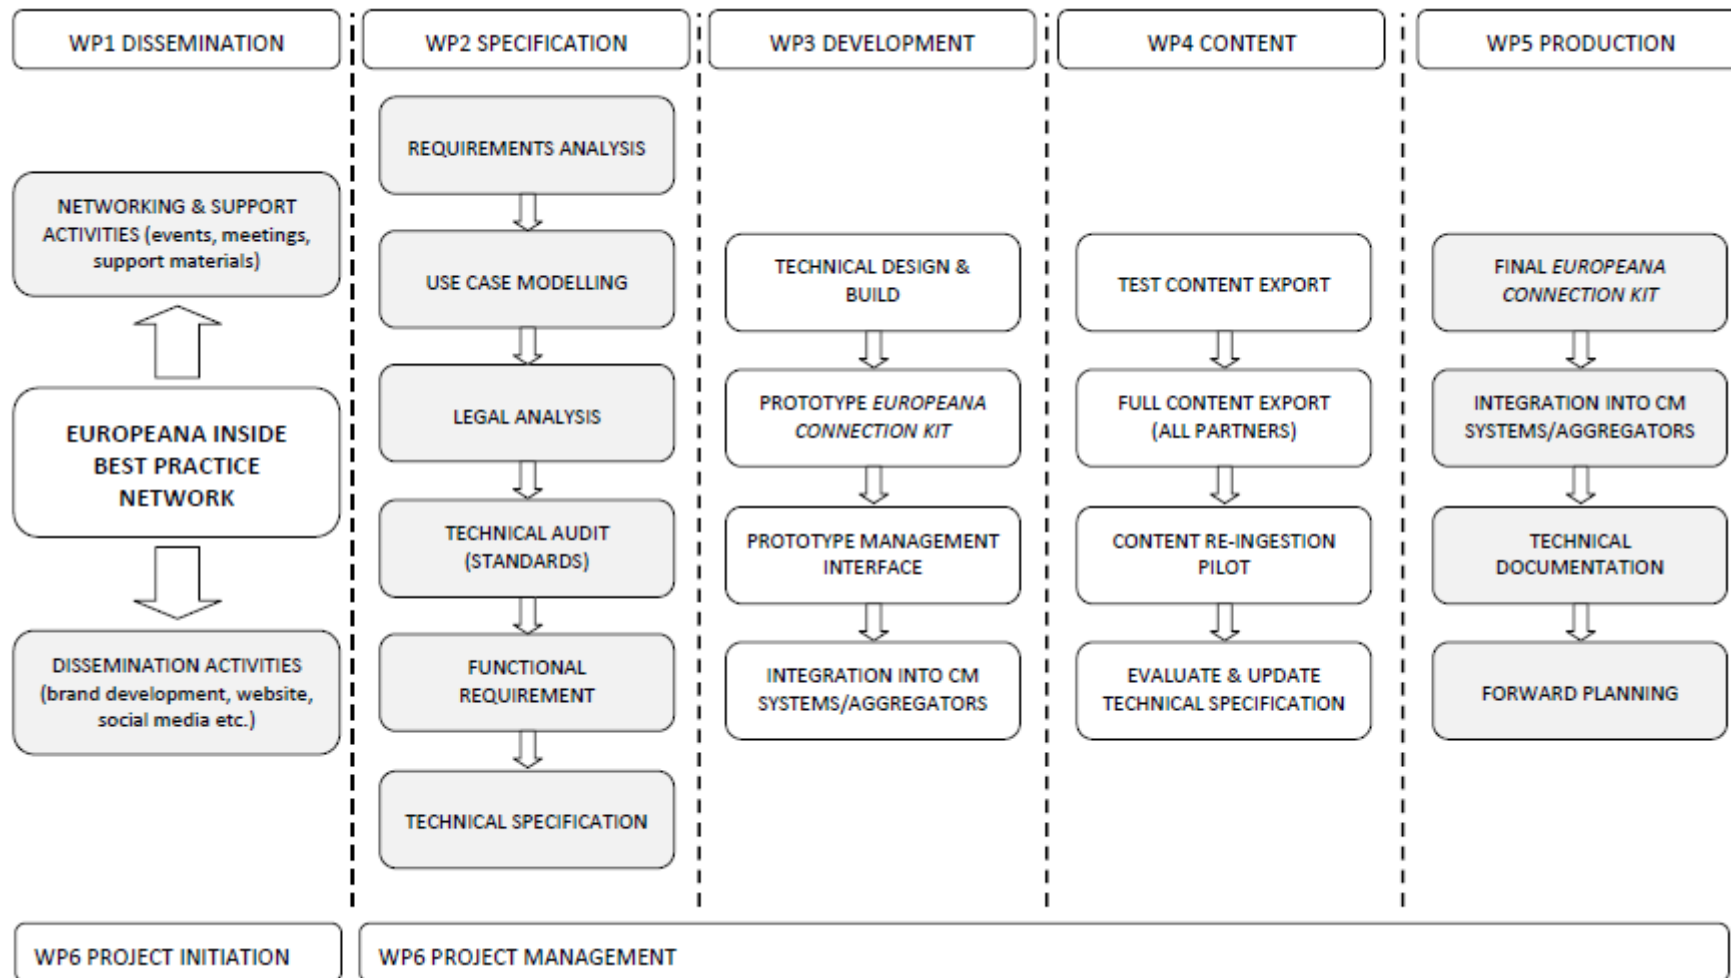 WP1 DISSEMINATION
WP2 SPECIFICATION
WP3 DEVELOPMENT
WP4 CONTENT
WP5 PRODUCTION
NETWORKING & SUPPORT
ACTIVITIES (events, meetings,
support materials)
EUROPEANA INSIDE
BEST PRACTICE
NETWORK
DISSEMINATION ACTIVITIES
(brand development, website,
social media etc.)
REQUIREMENTS ANALYSIS
USE CASE MODELLING
LEGAL ANALYSIS
TECHNICAL AUDIT
(STANDARDS)
FUNCTIONAL
REQUIREMENT
TECHNICAL SPECIFICATION
TECHNICAL DESIGN &
BUILD
PROTOTYPE EUROPEANA
CONNECTION KIT
PROTOTYPE MANAGEMENT
INTERFACE
INTEGRATION INTO CM
SYSTEMS/AGGREGATORS
TEST CONTENT EXPORT
FULL CONTENT EXPORT
(ALL PARTNERS)
CONTENT RE-INGESTION
PILOT
EVALUATE & UPDATE
TECHNICAL SPECIFICATION
FINAL EUROPEANA
CONNECTION KIT
INTEGRATION INTO CM
SYSTEMS/AGGREGATORS
TECHNICAL
DOCUMENTATION
FORWARD PLANNING
WP6 PROJECT INITIATION
WP6 PROJECT MANAGEMENT